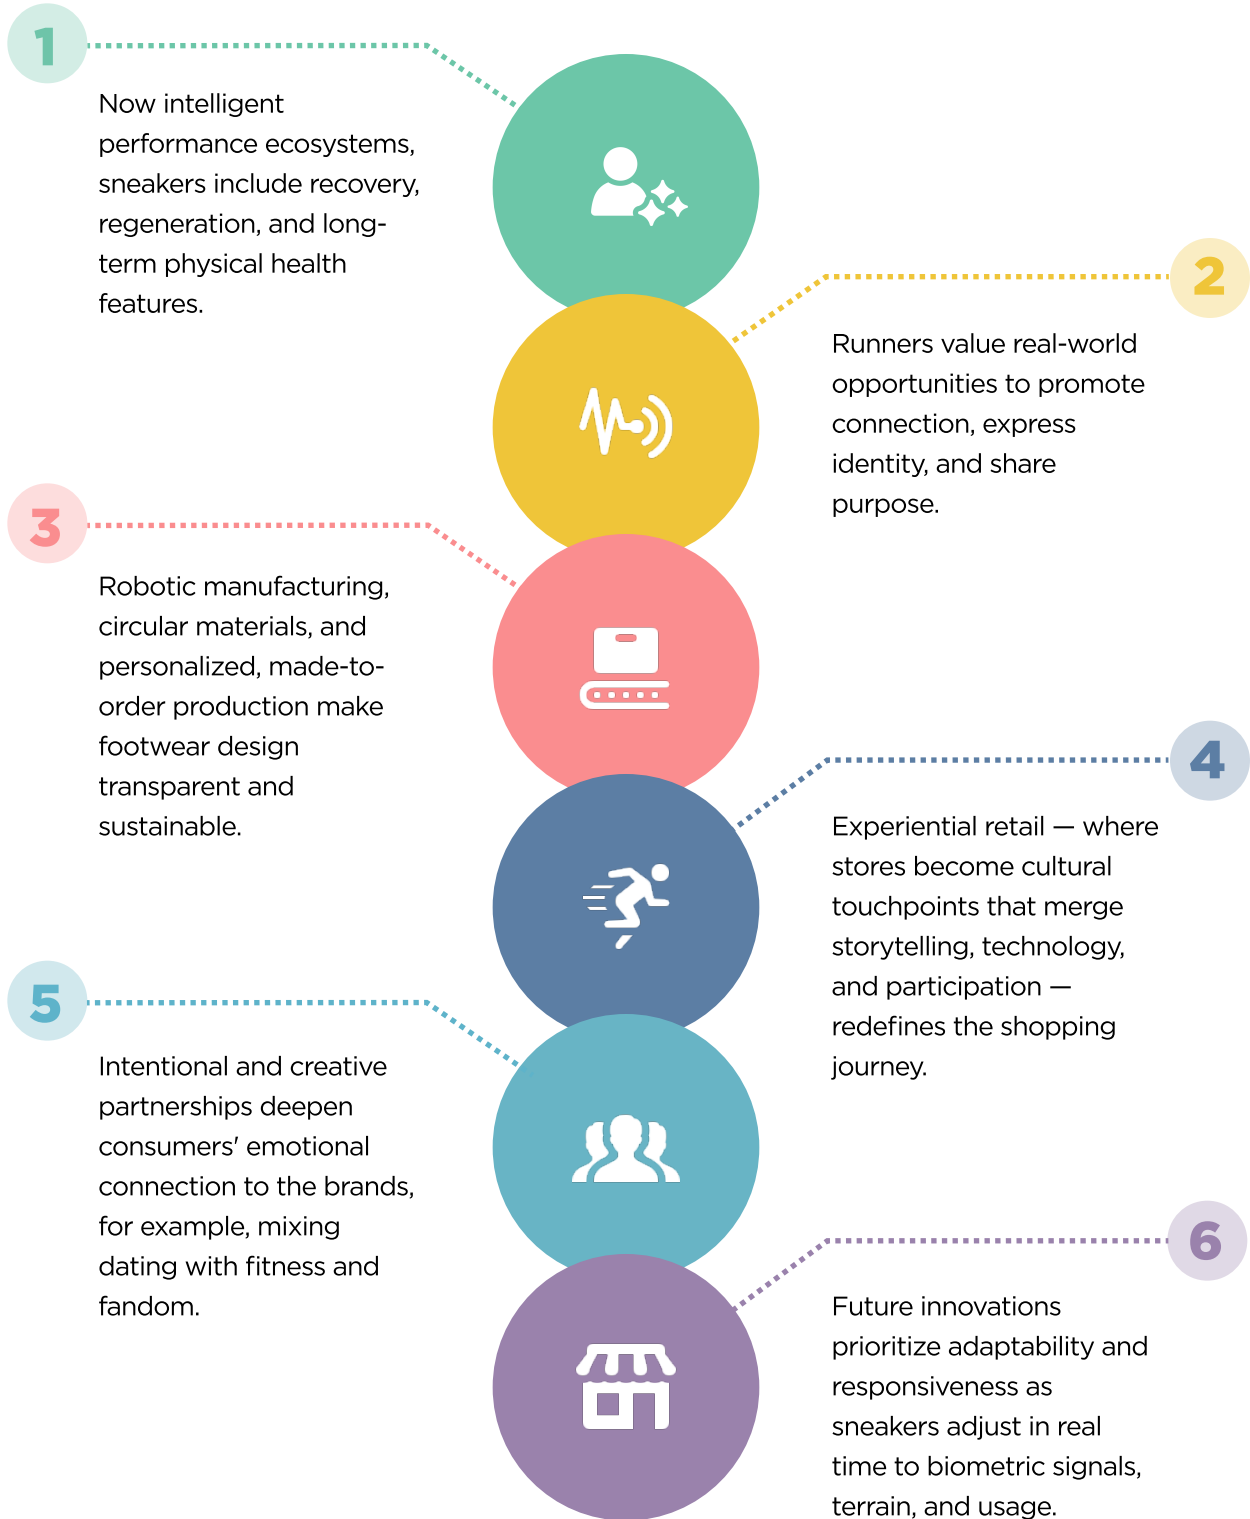 1
Now intelligent
performance ecosystems,
sneakers include recovery,
regeneration, and long-
term physical health
features.
2
Runners value real-world
opportunities to promote
connection, express
identity, and share
purpose.
3
Robotic manufacturing,
circular materials, and
personalized, made-to-
order production make
footwear design
transparent and
sustainable.
4
Experiential retail — where
stores become cultural
touchpoints that merge
storytelling, technology,
and participation —
redefines the shopping
journey.
5
Intentional and creative
partnerships deepen
consumers' emotional
connection to the brands,
for example, mixing
dating with fitness and
fandom.
6
Future innovations
prioritize adaptability and
responsiveness as
sneakers adjust in real
time to biometric signals,
terrain, and usage.